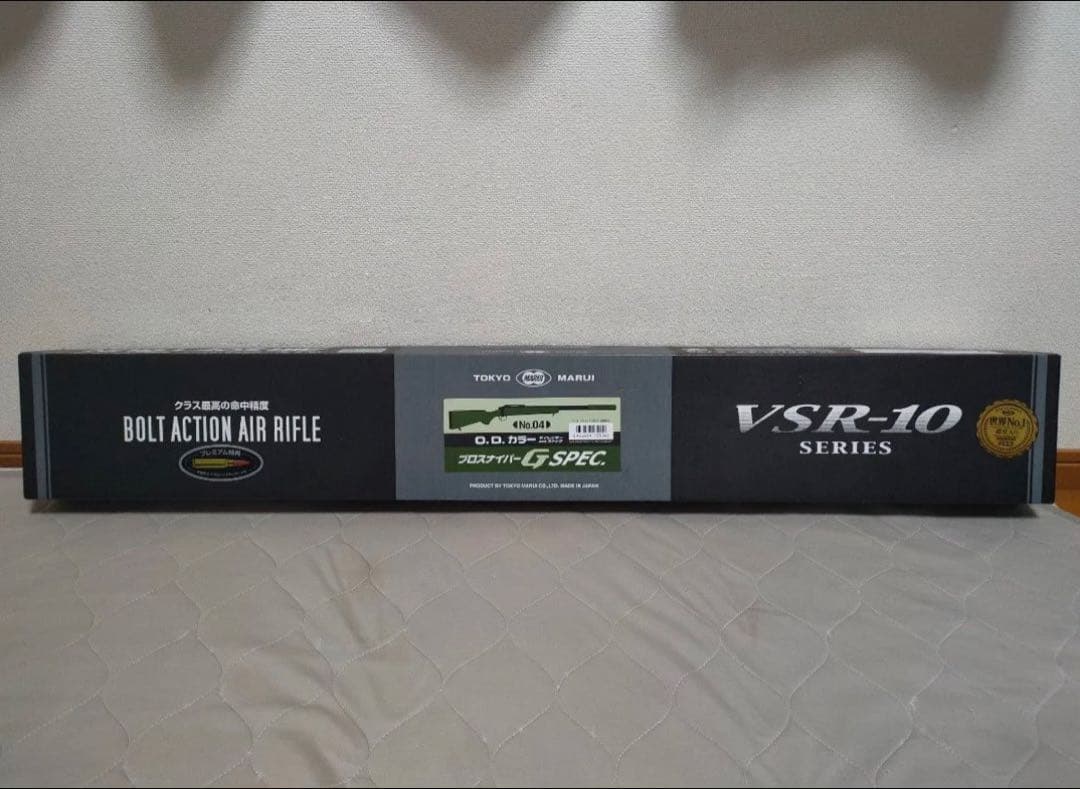 クラス最高の命中精度
BOLT ACTION AIR RIFLE
プレミアム特典
TOKYO MARUI MARUI
No.04
O.D.カラー
プロスナイパー G SPEC.
PRODUCT BY TOKYO MARUI CO.,LTD. MADE IN JAPAN
VSR-10
SERIES
世界No.1